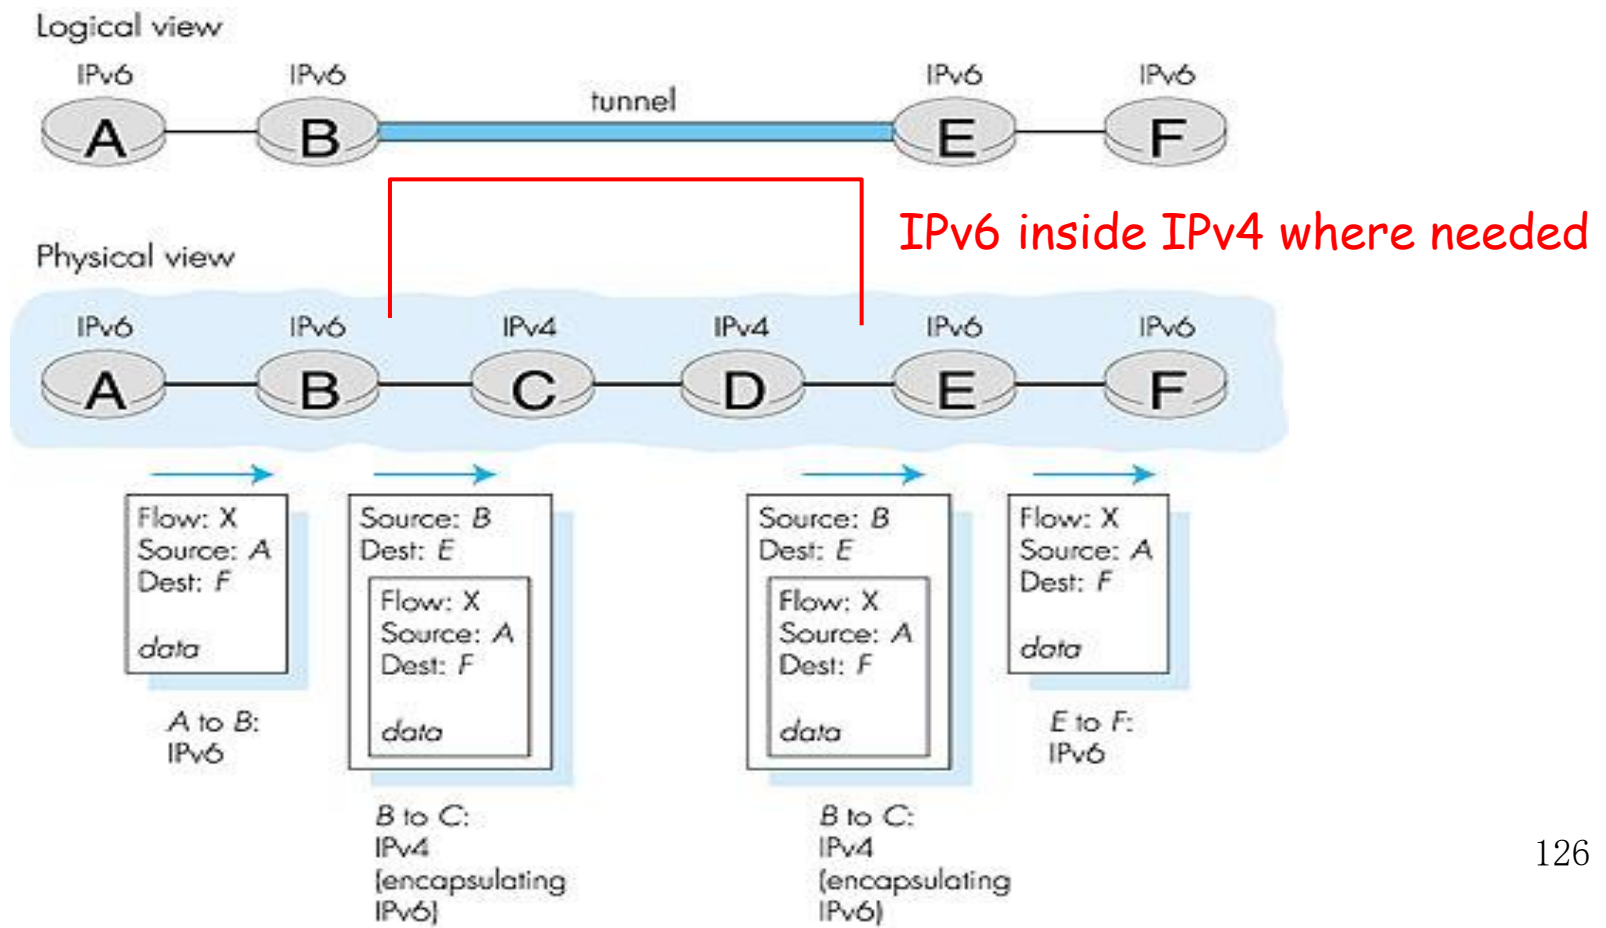 Logical view
IPv6 IPv6 tunnel IPv6 IPv6
A B E F
IPv6 inside IPv4 where needed
Physical view
IPv6 IPv6 IPv4 IPv4 IPv6 IPv6
A B C D E F
Flow: X
Source: A
Dest: F
data
A to B:
IPv6
Source: B
Dest: E
Flow: X
Source: A
Dest: F
data
B to C:
IPv4
(encapsulating
IPv6)
Source: B
Dest: E
Flow: X
Source: A
Dest: F
data
B to C:
IPv4
(encapsulating
IPv6)
Flow: X
Source: A
Dest: F
data
E to F:
IPv6
126